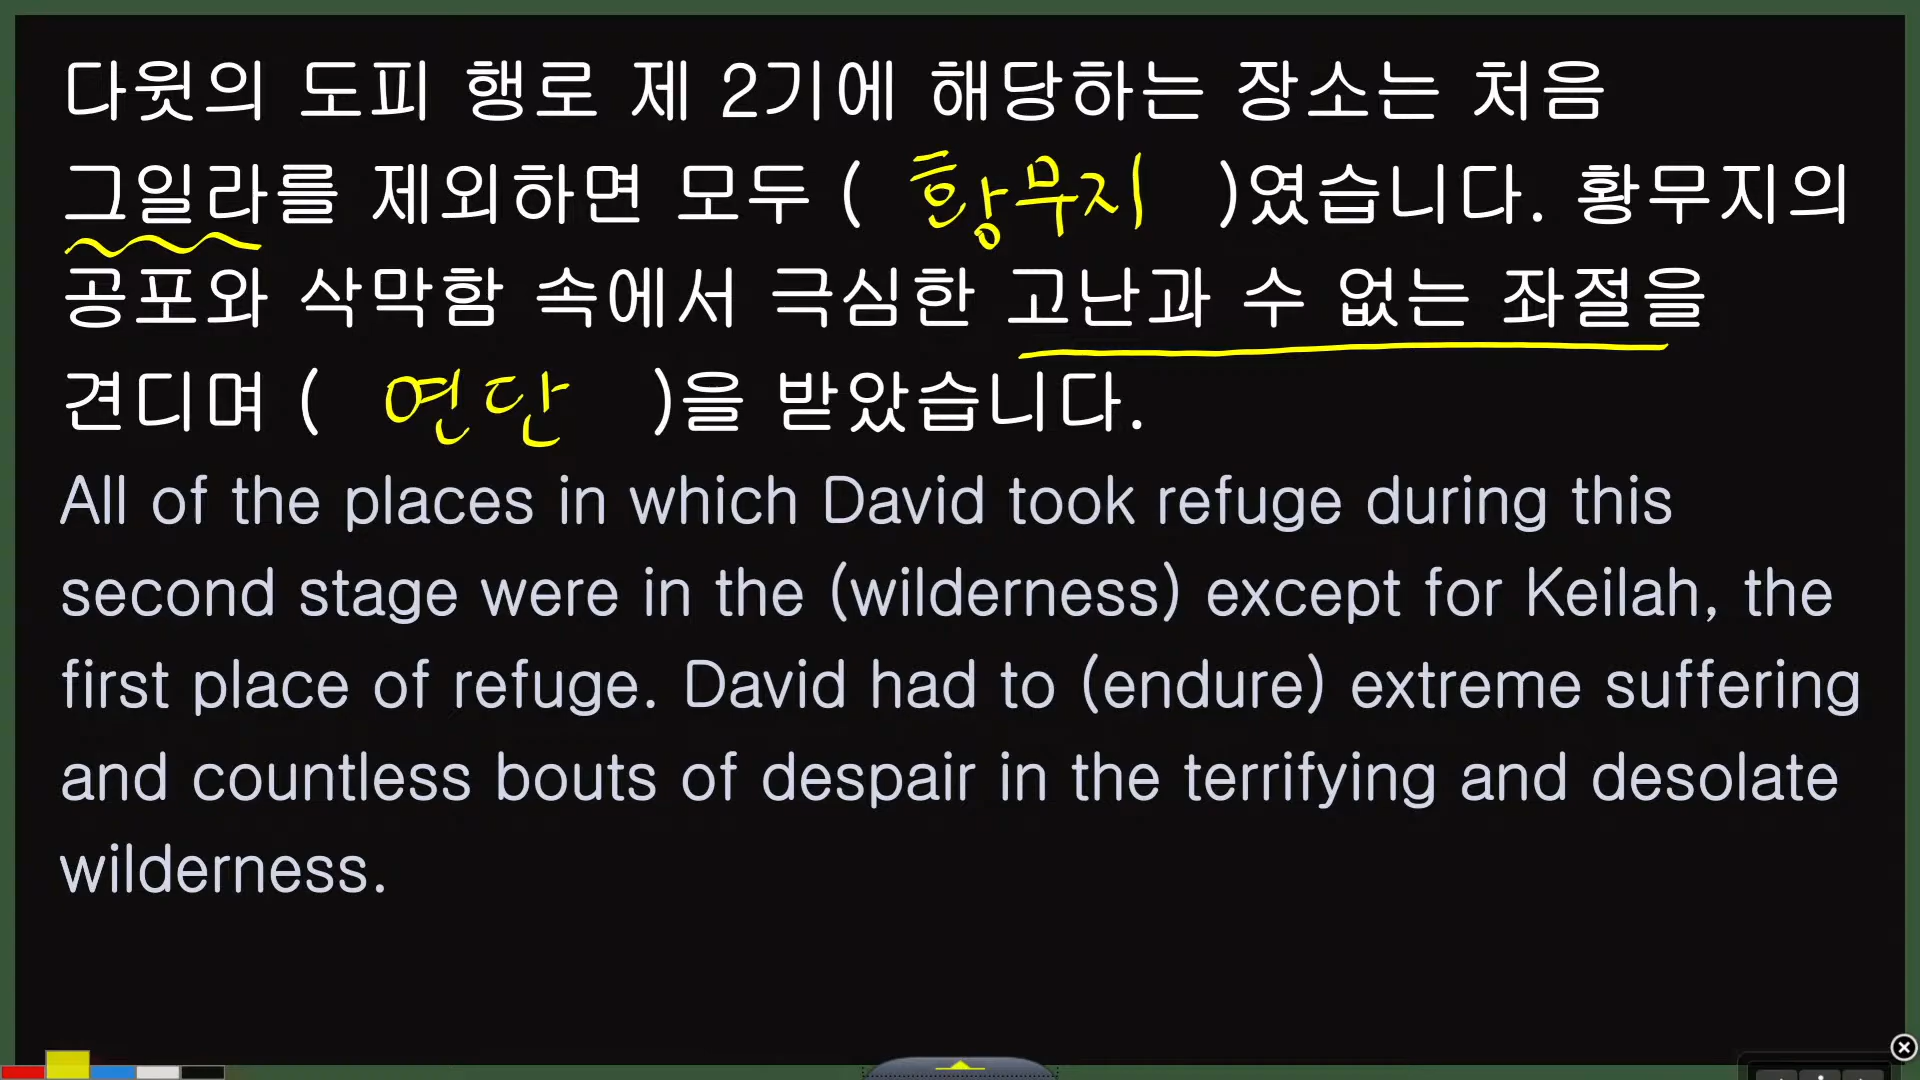 다윗의 도피 행로 제 2기에 해당하는 장소는 처음
그일라를 제외하면 모두 ( 황무지 )였습니다. 황무지의
공포와 삭막함 속에서 극심한 고난과 수 없는 좌절을
견디며 ( 연단 )을 받았습니다.
All of the places in which David took refuge during this
second stage were in the (wilderness) except for Keilah, the
first place of refuge. David had to (endure) extreme suffering
and countless bouts of despair in the terrifying and desolate
wilderness.